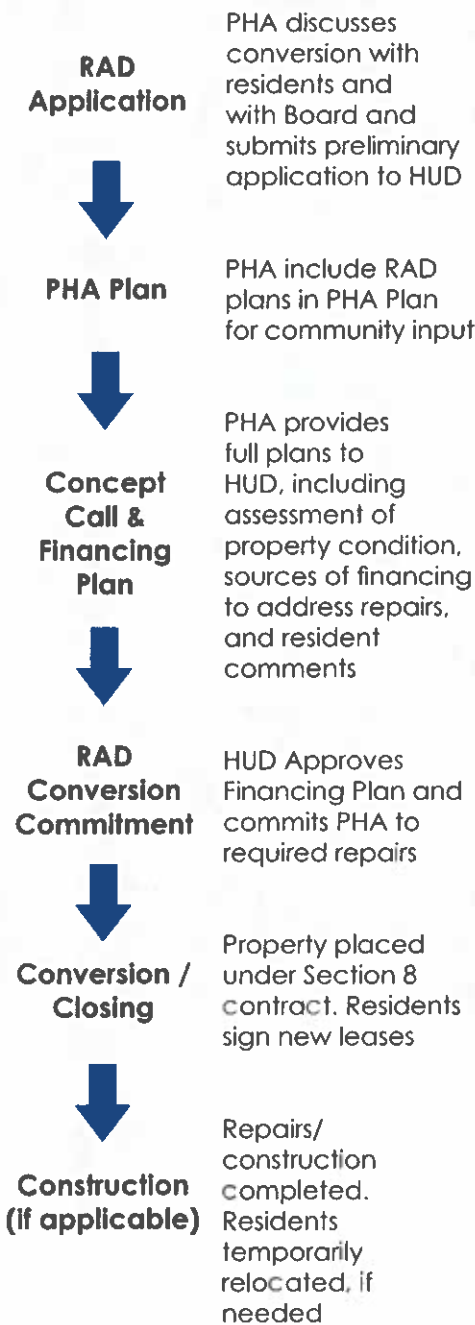 RAD
Application
PHA discusses
conversion with
residents and
with Board and
submits preliminary
application to HUD
PHA Plan
PHA include RAD
plans in PHA Plan
for community input
Concept
Call &
Financing
Plan
PHA provides
full plans to
HUD, including
assessment of
property condition,
sources of financing
to address repairs,
and resident
comments
RAD
Conversion
Commitment
HUD Approves
Financing Plan and
commits PHA to
required repairs
Conversion /
Closing
Property placed
under Section 8
contract. Residents
sign new leases
Construction
(if applicable)
Repairs/
construction
completed.
Residents
temporarily
relocated, if
needed